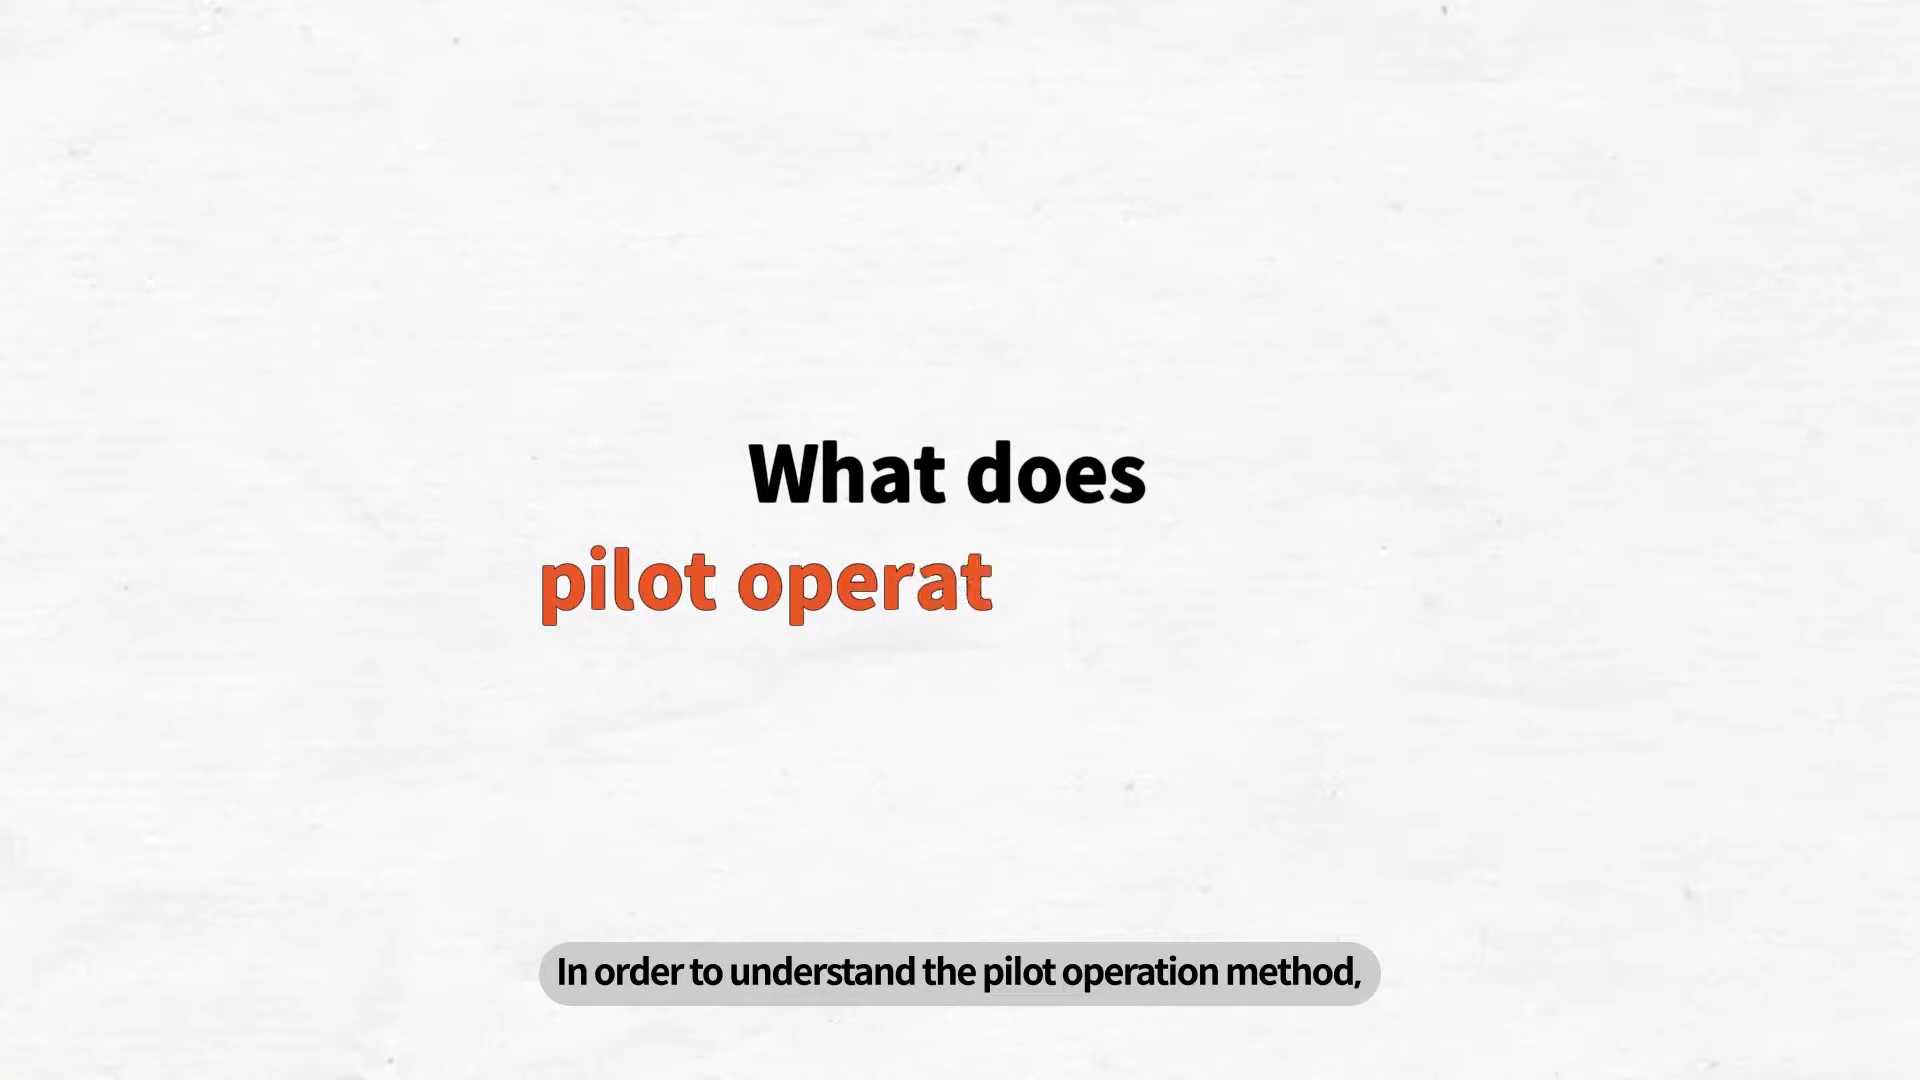 What does
pilot operat
In order to understand the pilot operation method,